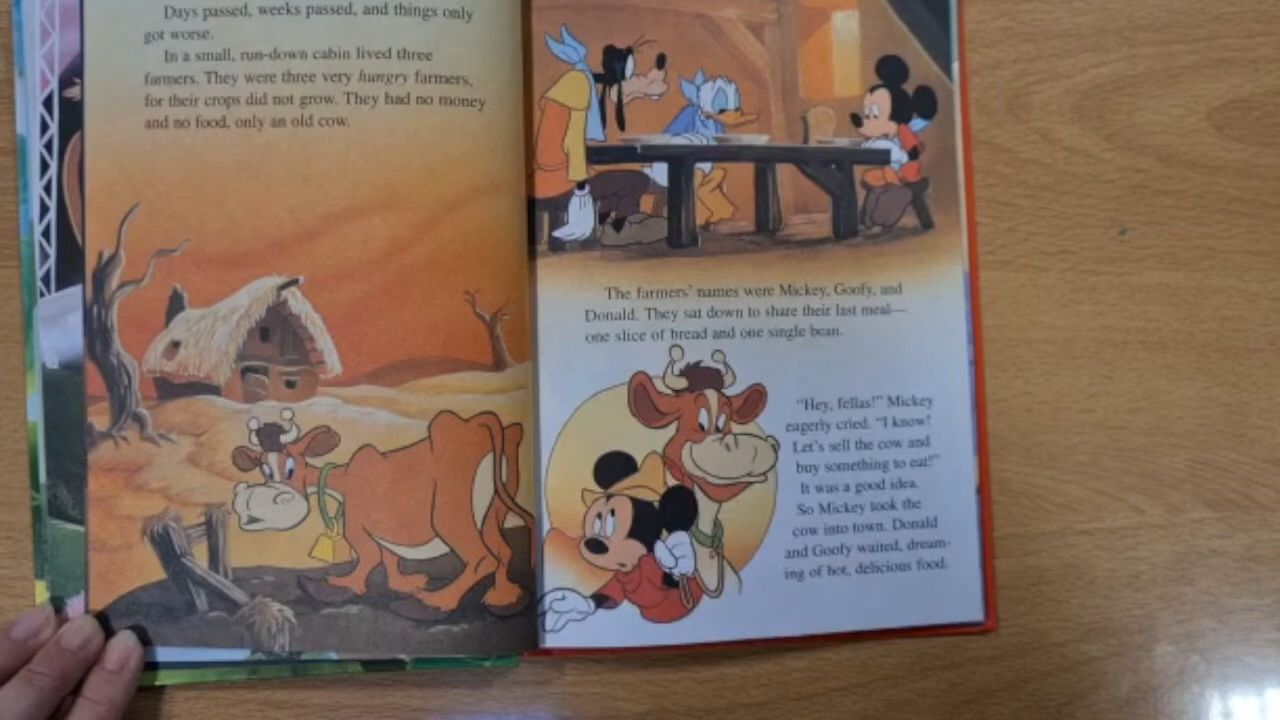 Days passed, weeks passed, and things only
got worse.
In a small, run-down cabin lived three
farmers. They were three very hungry farmers,
for their crops did not grow. They had no money
and no food, only an old cow.
The farmers' names were Mickey, Goofy, and
Donald. They sat down to share their last meal—
one slice of bread and one single bean.
"Hey, fellas!" Mickey
eagerly cried. "I know!
Let's sell the cow and
buy something to eat!"
It was a good idea.
So Mickey took the
cow into town. Donald
and Goofy waited, dream-
ing of hot, delicious food.